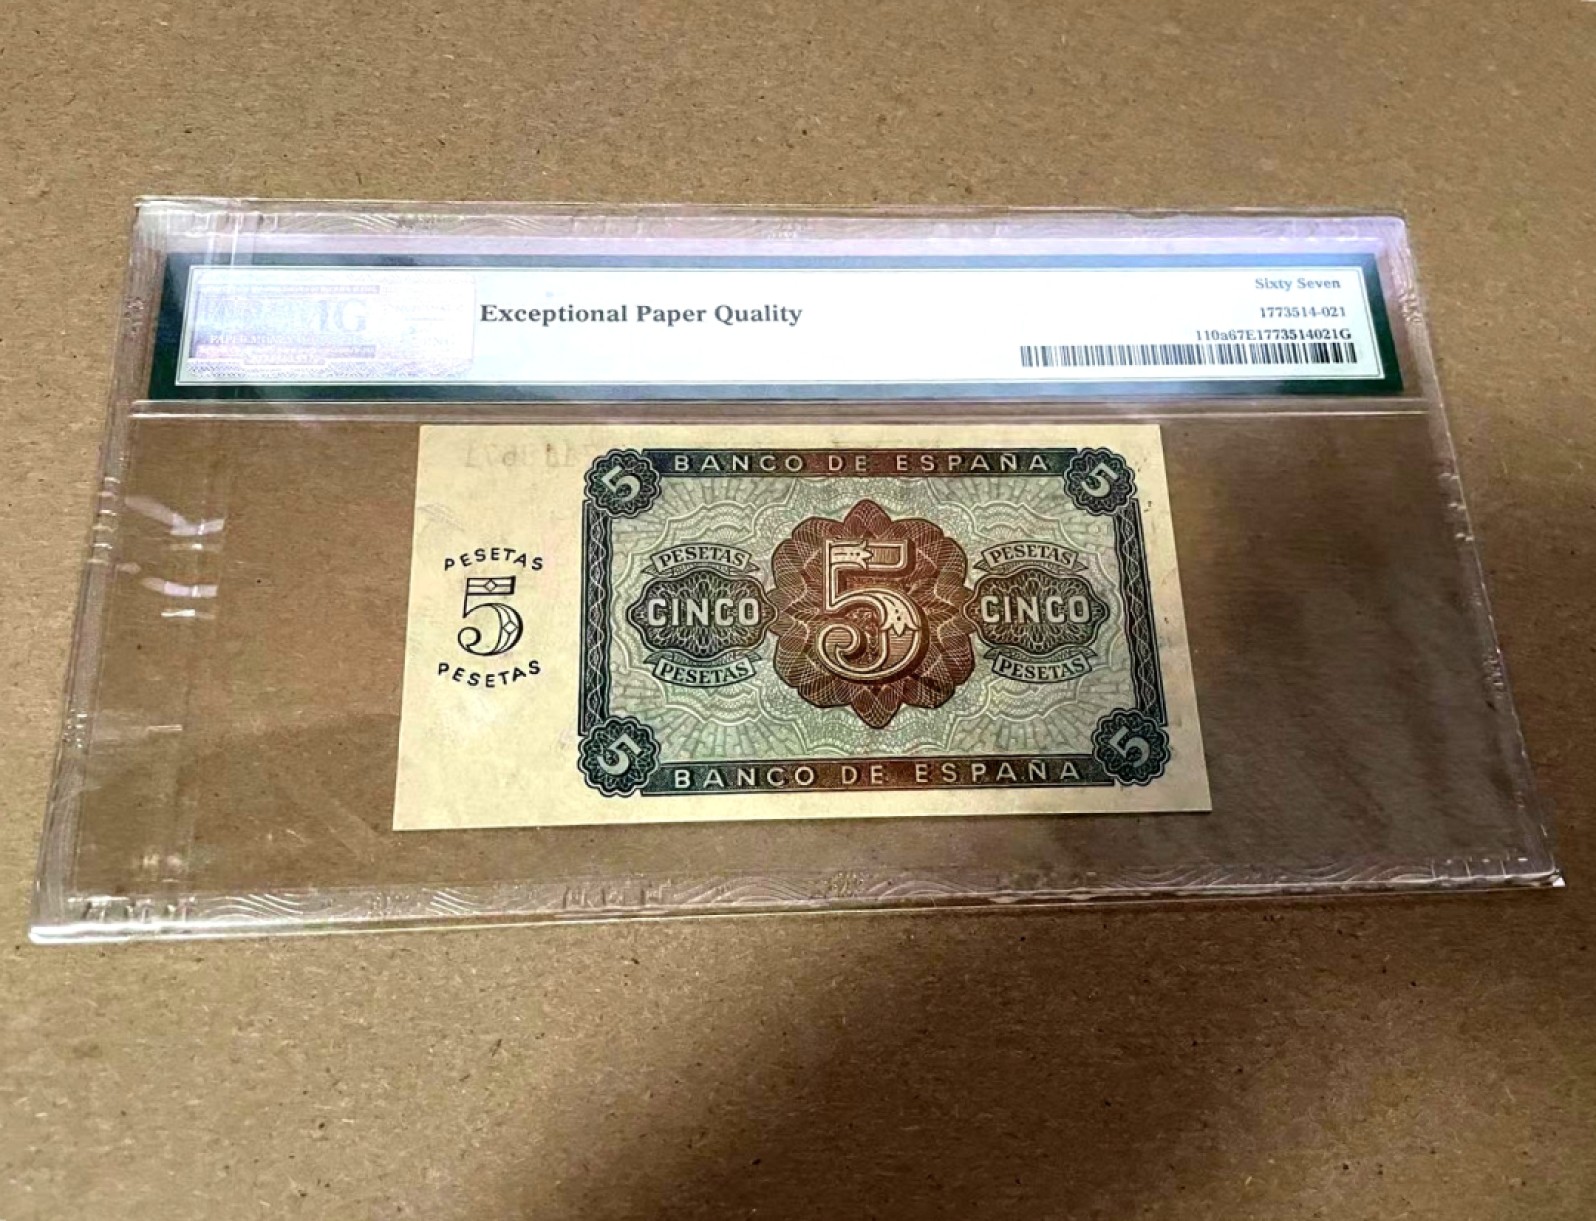 Sixty Seven
Exceptional Paper Quality
1773514-021
110a67E1773514021G
5 BANCO DE ESPAÑA 5
PESETAS
5
PESETAS
PESETAS PESETAS
CINCO 5 CINCO
PESETAS PESETAS
5 BANCO DE ESPAÑA 5